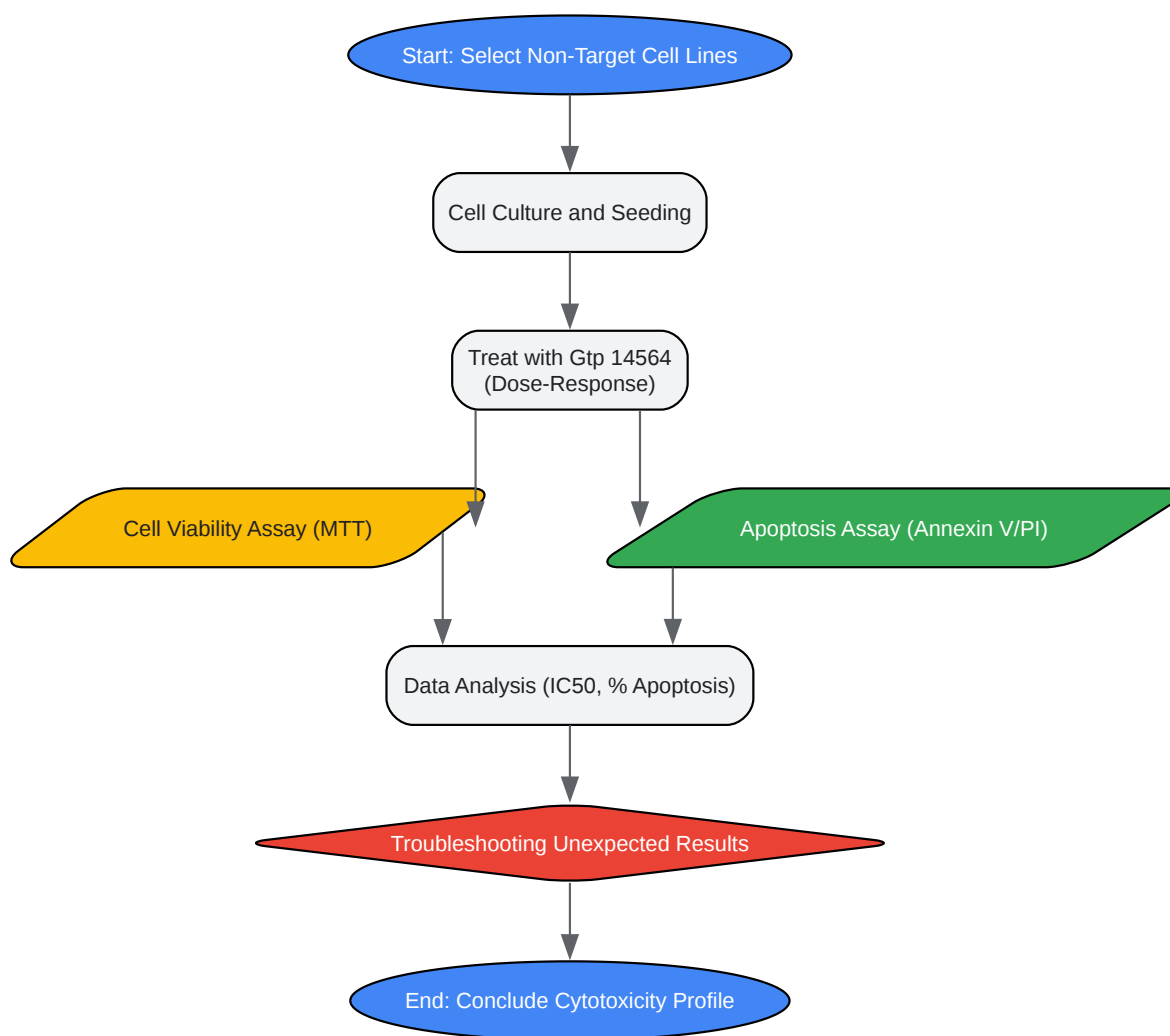 Start: Select Non-Target Cell Lines
Cell Culture and Seeding
Treat with Gtp 14564
(Dose-Response)
Cell Viability Assay (MTT)
Apoptosis Assay (Annexin V/PI)
Data Analysis (IC50, % Apoptosis)
Troubleshooting Unexpected Results
End: Conclude Cytotoxicity Profile